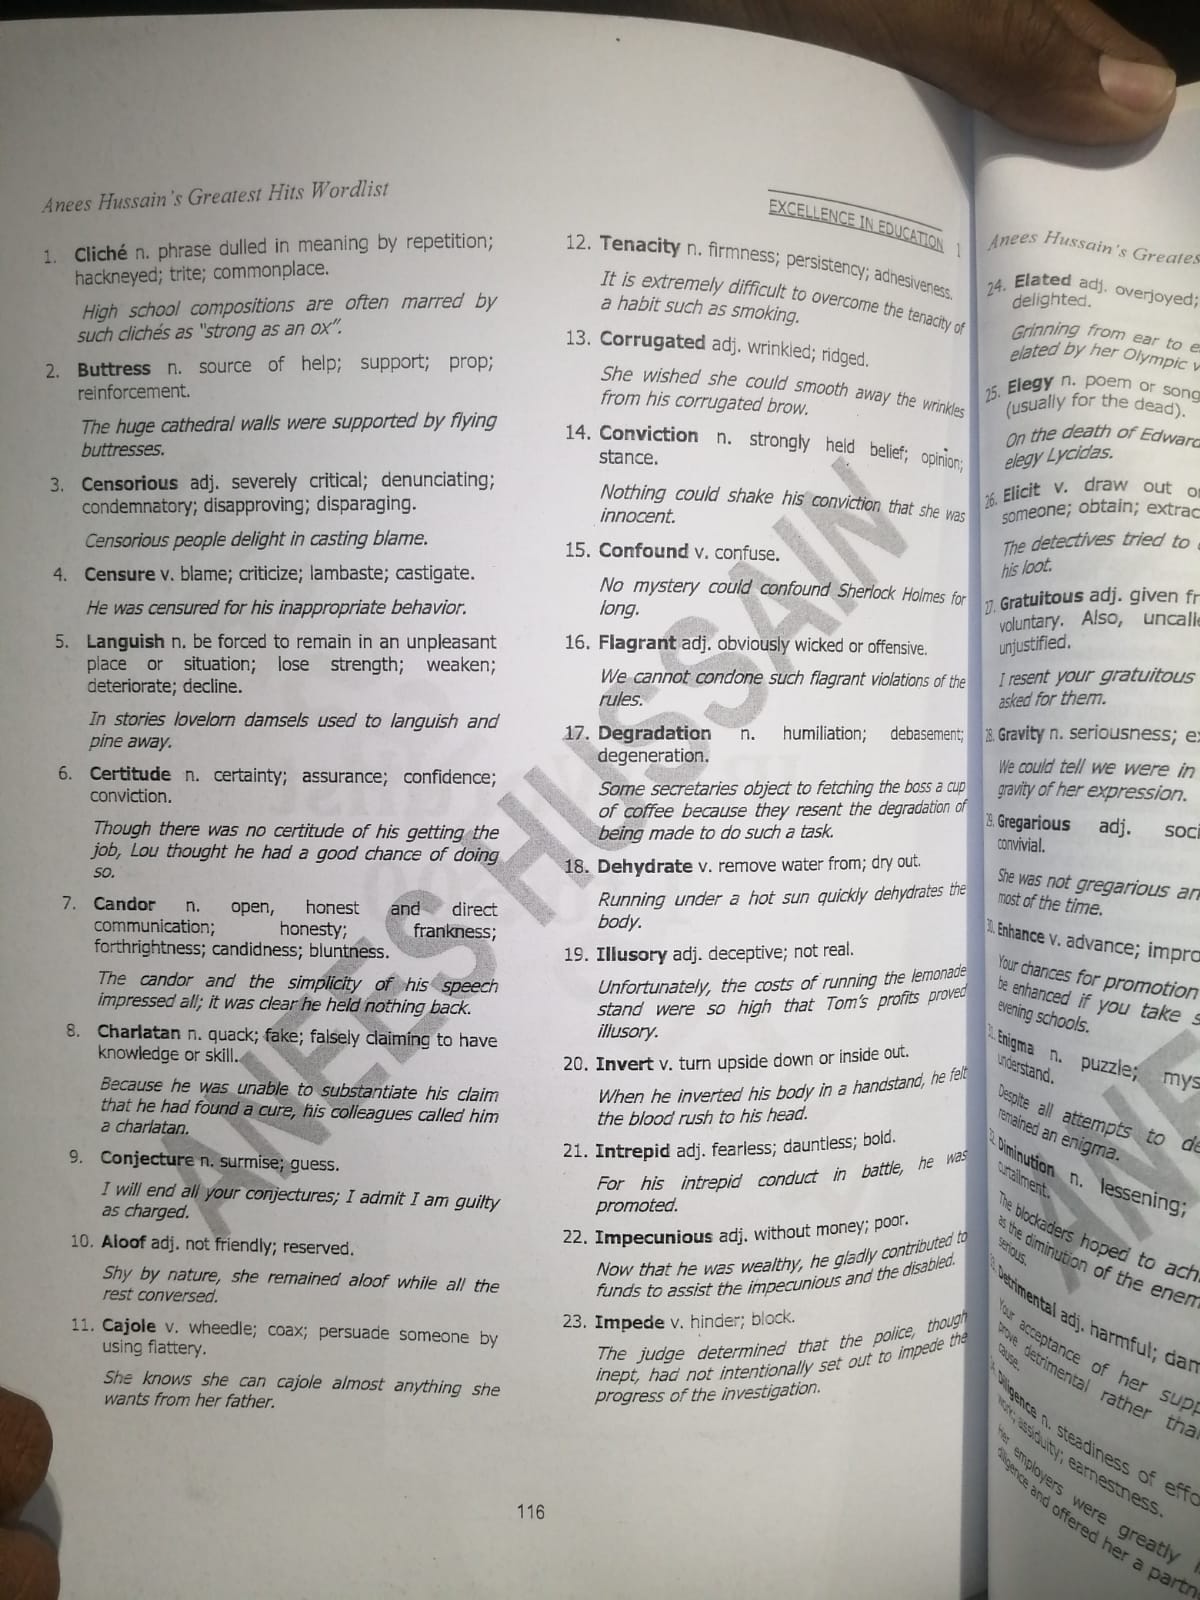 Anees Hussain's Greatest Hits Wordlist
EXCELLENCE IN EDUCATION
1. Cliché n. phrase dulled in meaning by repetition;
hackneyed; trite; commonplace.
High school compositions are often marred by
such clichés as "strong as an ox".
2. Buttress n. source of help; support; prop;
reinforcement.
The huge cathedral walls were supported by flying
buttresses.
3. Censorious adj. severely critical; denunciating;
condemnatory; disapproving; disparaging.
Censorious people delight in casting blame.
4. Censure v. blame; criticize; lambaste; castigate.
He was censured for his inappropriate behavior.
5. Languish n. be forced to remain in an unpleasant
place or situation; lose strength; weaken;
deteriorate; decline.
In stories lovelorn damsels used to languish and
pine away.
6. Certitude n. certainty; assurance; confidence;
conviction.
Though there was no certitude of his getting the
job, Lou thought he had a good chance of doing
so.
7. Candor n. open, honest and direct
communication; honesty; frankness;
forthrightness; candidness; bluntness.
The candor and the simplicity of his speech
impressed all; it was clear he held nothing back.
8. Charlatan n. quack; fake; falsely claiming to have
knowledge or skill.
Because he was unable to substantiate his claim
that he had found a cure, his colleagues called him
a charlatan.
9. Conjecture n. surmise; guess.
I will end all your conjectures; I admit I am guilty
as charged.
10. Aloof adj. not friendly; reserved.
Shy by nature, she remained aloof while all the
rest conversed.
11. Cajole v. wheedle; coax; persuade someone by
using flattery.
She knows she can cajole almost anything she
wants from her father.
12. Tenacity n. firmness; persistency; adhesiveness.
It is extremely difficult to overcome the tenacity of
a habit such as smoking.
13. Corrugated adj. wrinkled; ridged.
She wished she could smooth away the wrinkles
from his corrugated brow.
14. Conviction n. strongly held belief; opinion;
stance.
Nothing could shake his conviction that she was
innocent.
15. Confound v. confuse.
No mystery could confound Sherlock Holmes for
long.
16. Flagrant adj. obviously wicked or offensive.
We cannot condone such flagrant violations of the
rules.
17. Degradation n. humiliation; debasement;
degeneration.
Some secretaries object to fetching the boss a cup
of coffee because they resent the degradation of
being made to do such a task.
18. Dehydrate v. remove water from; dry out.
Running under a hot sun quickly dehydrates the
body.
19. Illusory adj. deceptive; not real.
Unfortunately, the costs of running the lemonade
stand were so high that Tom's profits proved
illusory.
20. Invert v. turn upside down or inside out.
When he inverted his body in a handstand, he felt
the blood rush to his head.
21. Intrepid adj. fearless; dauntless; bold.
For his intrepid conduct in battle, he was
promoted.
22. Impecunious adj. without money; poor.
Now that he was wealthy, he gladly contributed to
funds to assist the impecunious and the disabled.
23. Impede v. hinder; block.
The judge determined that the police, though
inept, had not intentionally set out to impede the
progress of the investigation.
ANEES HUSSAIN
116
Anees Hussain's
24. Elated adj. overjoyed;
delighted.
Grinning from ear to
elated by her Olympic
25. Elegy n. poem or song
(usually for the dead).
On the death of Edward
elegy Lycidas.
26. Elicit v. draw out
someone; obtain;
The detectives tried to
his loot.
Gratuitous adj. given
voluntary. Also,
unjustified.
I resent your gratuitous
asked for them.
Gravity n. seriousness;
We could tell we were in
gravity of her expression.
Gregarious adj.
convivial.
She was not gregarious
most of the time.
Enhance v. advance;
Your chances for promotion
be enhanced if you take
evening schools.
Enigma n. puzzle;
understand.
Despite all attempts to
remained an enigma.
Diminution n. lessening;
curtailment.
The blockaders hoped to
as the diminution of the
serious.
Detrimental adj. harmful;
Your acceptance of her
prove detrimental rather
cause.
Diligence n. steadiness of
work; assiduity; earnestness.
Her employers were greatly
diligence and offered her a